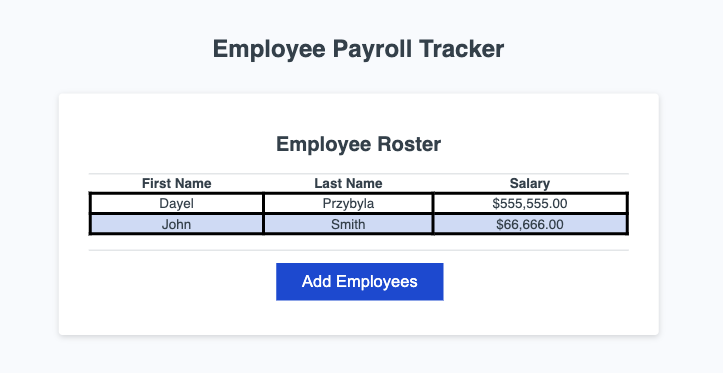 Employee Payroll Tracker
Employee Roster
First Name Last Name Salary
Dayel Przybyla $555,555.00
John Smith $66,666.00
Add Employees